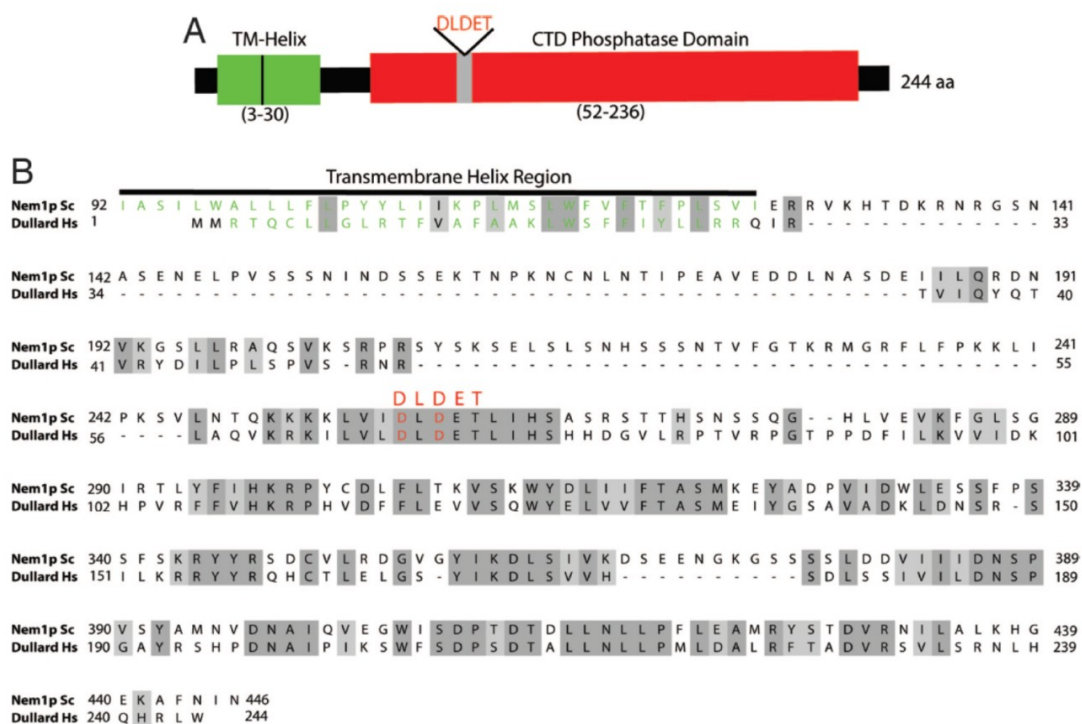 A
DLDET
TM-Helix
CTD Phosphatase Domain
244 aa
(3-30)
(52-236)
B
Transmembrane Helix Region
Nem1p Sc 92 I A S I L W A L L L F L P Y Y L I I K P L M S L W F V F T F P L S V I E R R V K H T D K R N R G S N 141
Dullard Hs 1 M M R T Q C L L G L R T F V A F A A K L W S F F I Y L L R R Q I R - - - - - - - - - - - - - 33
Nem1p Sc 142 A S E N E L P V S S S N I N D S S E K T N P K N C N L N T I P E A V E D D L N A S D E I I L Q R D N 191
Dullard Hs 34 - - - - - - - - - - - - - - - - - - - - - - - - - - - - - - - - - - - - - - - - - - - T V I Q Y Q T 40
Nem1p Sc 192 V K G S L L R A Q S V K S R P R S Y S K S E L S L S N H S S S N T V F G T K R M G R F L F P K K L I 241
Dullard Hs 41 V R Y D I L P L S P V S - R N R - - - - - - - - - - - - - - - - - - - - - - - - - - - - - - - - - - 55
D L D E T
Nem1p Sc 242 P K S V L N T Q K K K K L V I D L D E T L I H S A S R S T T H S N S S Q G - - H L V E V K F G L S G 289
Dullard Hs 56 - - - - L A Q V K R K I L V L D L D E T L I H S H H D G V L R P T V R P G T P P D F I L K V V I D K 101
Nem1p Sc 290 I R T L Y F I H K R P Y C D L F L T K V S K W Y D L I I F T A S M K E Y A D P V I D W L E S S F P S 339
Dullard Hs 102 H P V R F F V H K R P H V D F F L E V V S Q W Y E L V V F T A S M E I Y G S A V A D K L D N S R - S 150
Nem1p Sc 340 S F S K R Y Y R S D C V L R D G V G Y I K D L S I V K D S E E N G K G S S S S L D D V I I I D N S P 389
Dullard Hs 151 I L K R R Y Y R Q H C T L E L G S - Y I K D L S V V H - - - - - - - - - - S D L S S I V I L D N S P 189
Nem1p Sc 390 V S Y A M N V D N A I Q V E G W I S D P T D T D L L N L L P F L E A M R Y S T D V R N I L A L K H G 439
Dullard Hs 190 G A Y R S H P D N A I P I K S W F S D P S D T A L L N L L P M L D A L R F T A D V R S V L S R N L H 239
Nem1p Sc 440 E K A F N I N 446
Dullard Hs 240 Q H R L W 244